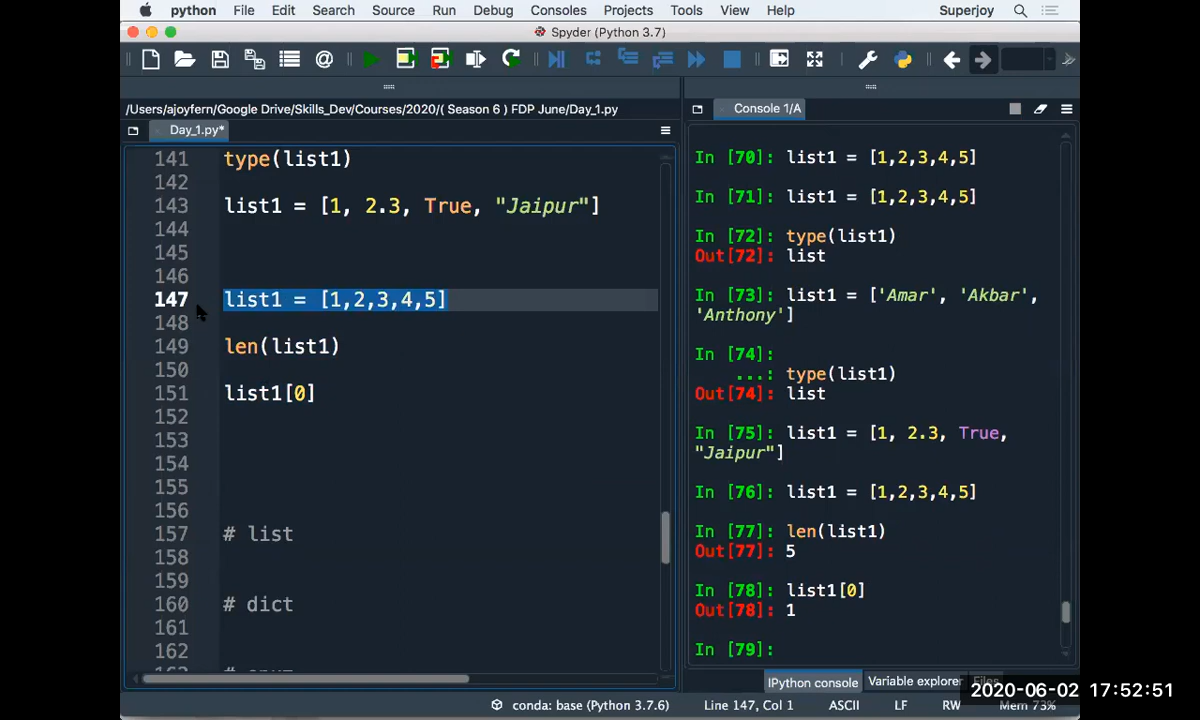 python File Edit Search Source Run Debug Consoles Projects Tools View Help Superjoy
Spyder (Python 3.7)
/Users/ajoyfern/Google Drive/Skills_Dev/Courses/2020/( Season 6 ) FDP June/Day_1.py
Day_1.py*
141 type(list1)
142
143 list1 = [1, 2.3, True, "Jaipur"]
144
145
146
147 list1 = [1,2,3,4,5]
148
149 len(list1)
150
151 list1[0]
152
153
154
155
156
157 # list
158
159
160 # dict
161
162
Console 1/A
In [70]: list1 = [1,2,3,4,5]
In [71]: list1 = [1,2,3,4,5]
In [72]: type(list1)
Out[72]: list
In [73]: list1 = ['Amar', 'Akbar',
'Anthony']
In [74]:
...: type(list1)
Out[74]: list
In [75]: list1 = [1, 2.3, True,
"Jaipur"]
In [76]: list1 = [1,2,3,4,5]
In [77]: len(list1)
Out[77]: 5
In [78]: list1[0]
Out[78]: 1
In [79]:
IPython console Variable explorer Files
2020-06-02 17:52:51
conda: base (Python 3.7.6) Line 147, Col 1 ASCII LF RW Mem 73%